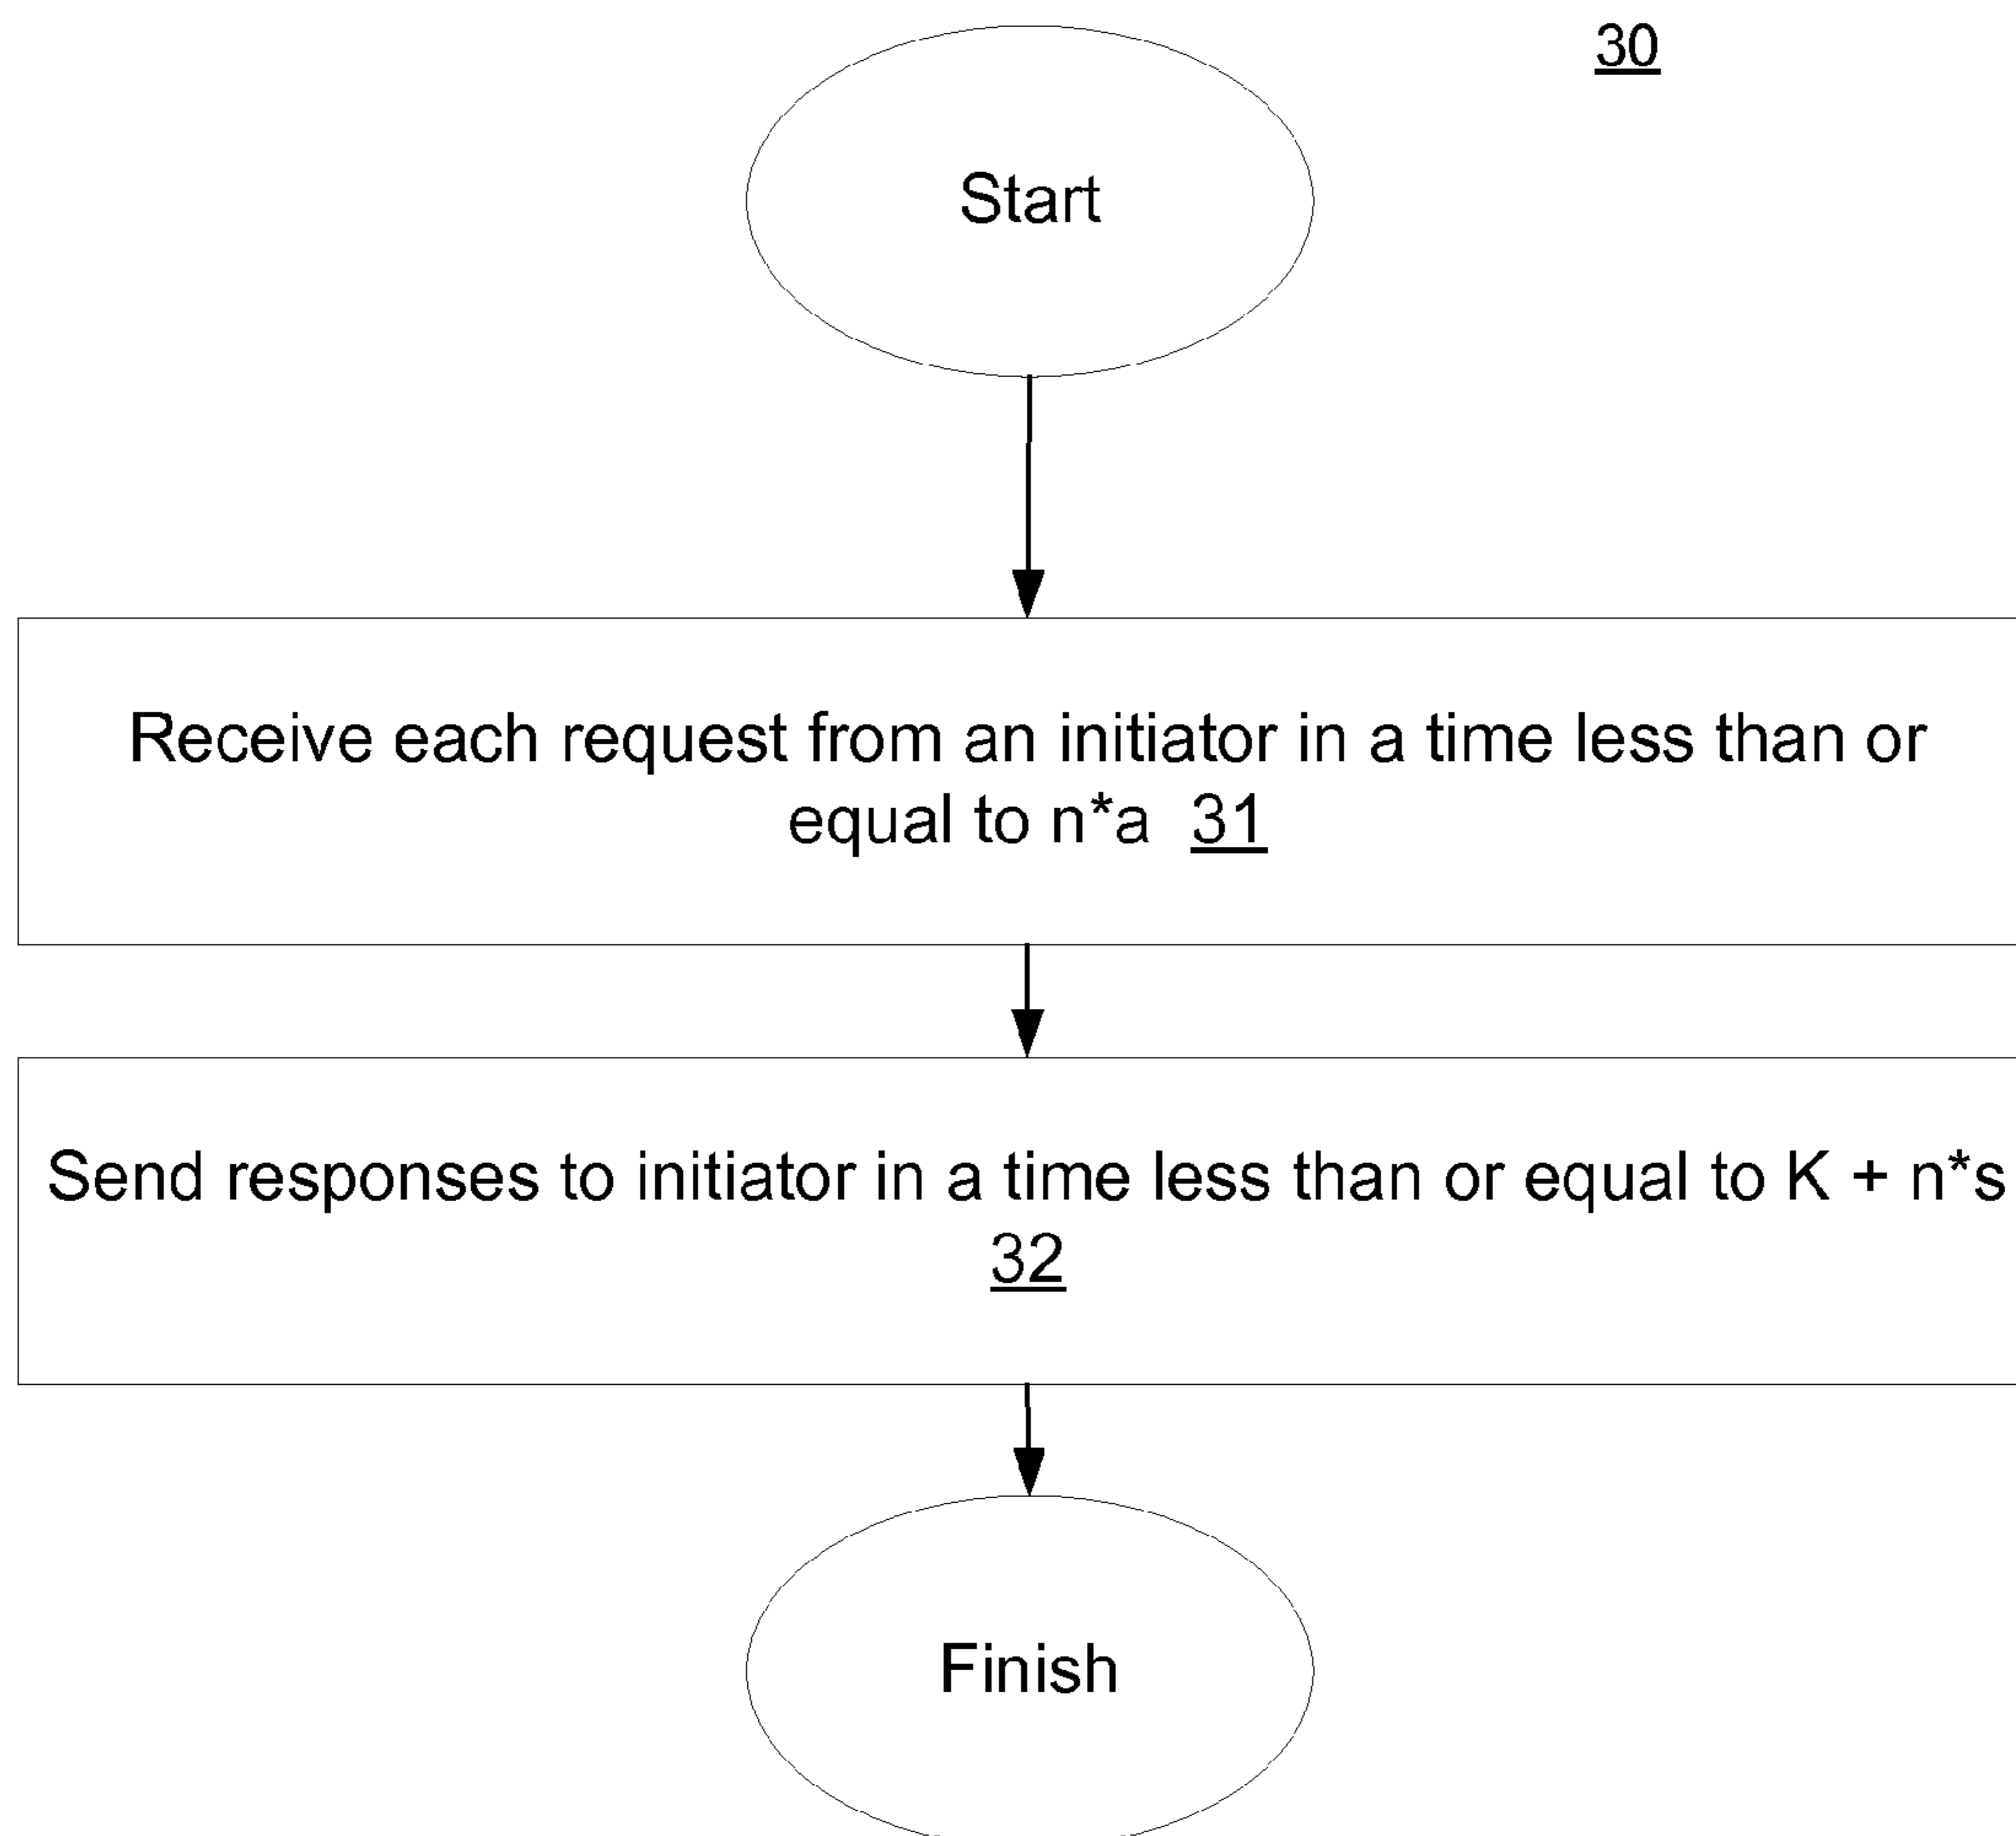 30
Start
Receive each request from an initiator in a time less than or
equal to n*a 31
Send responses to initiator in a time less than or equal to K + n*s
32
Finish